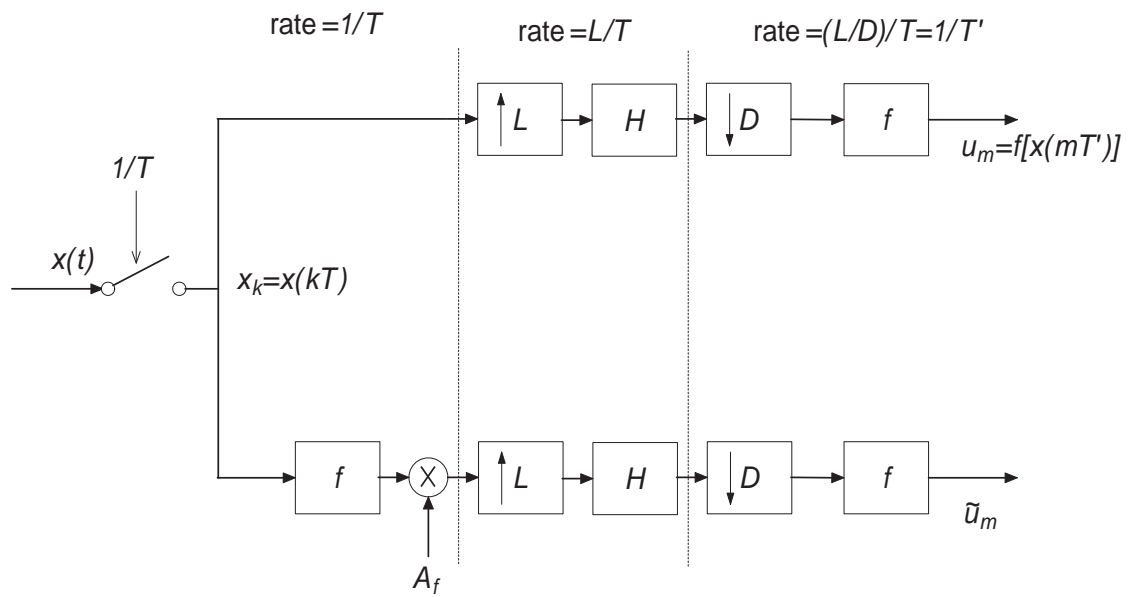 rate=1/T
rate=L/T
rate=(L/D)/T=1/T'
L
H
D
f
u_m=f[x(mT')]
1/T
x(t)
x_k=x(kT)
f
X
L
H
D
f
ũ_m
A_f